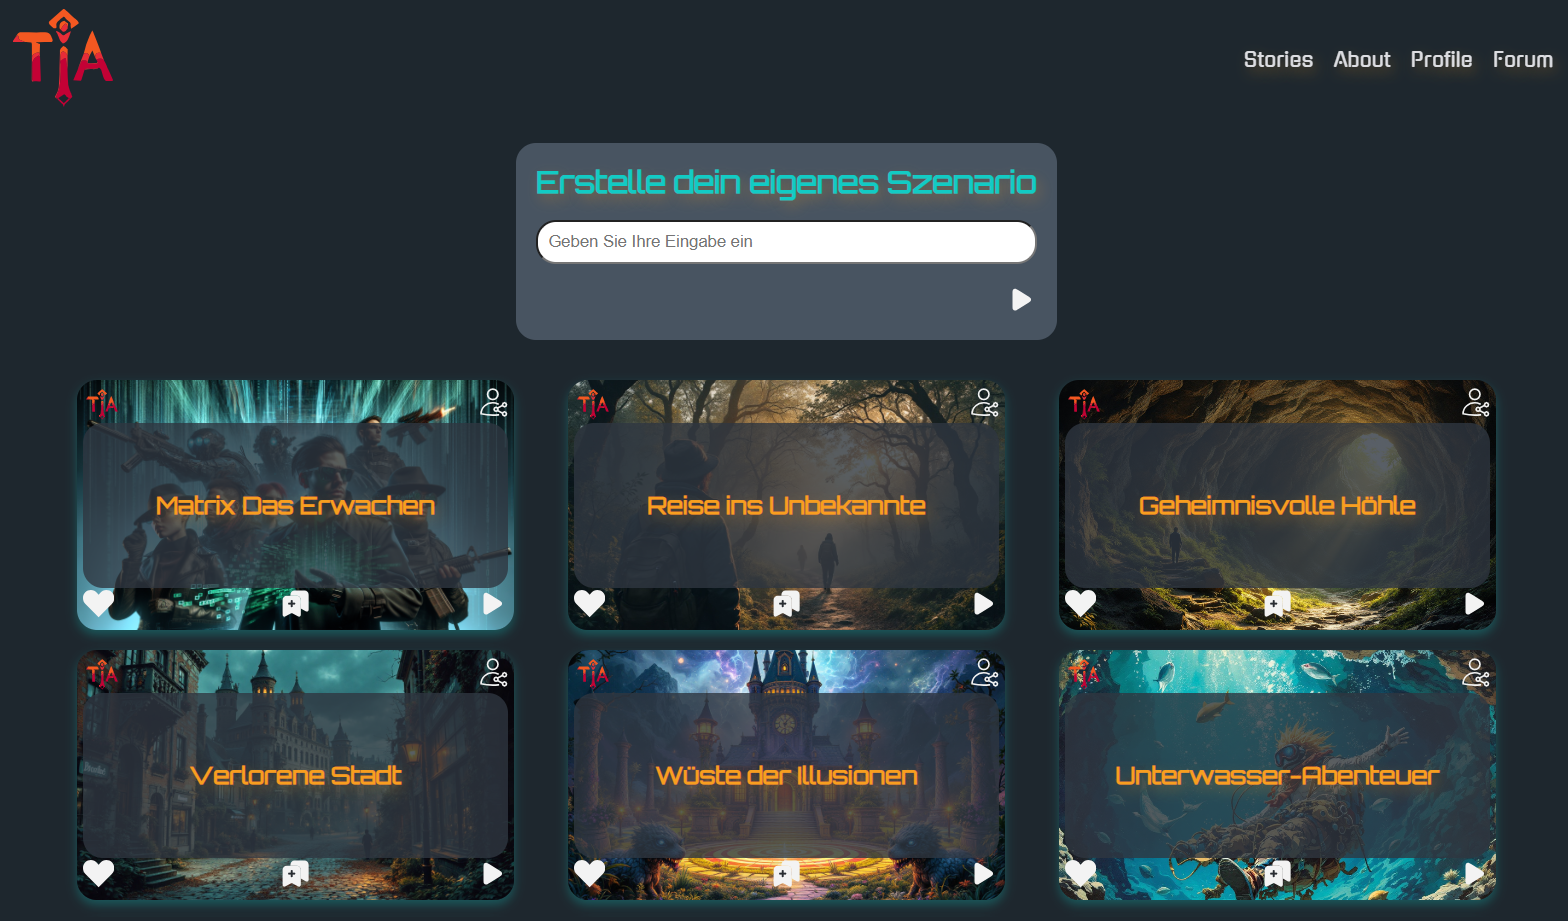 TJA
Stories About Profile Forum
Erstelle dein eigenes Szenario
Geben Sie Ihre Eingabe ein
TJA
TJA
TJA
Matrix Das Erwachen
Reise ins Unbekannte
Geheimnisvolle Höhle
TJA
TJA
TJA
Verlorene Stadt
Wüste der Illusionen
Unterwasser-Abenteuer